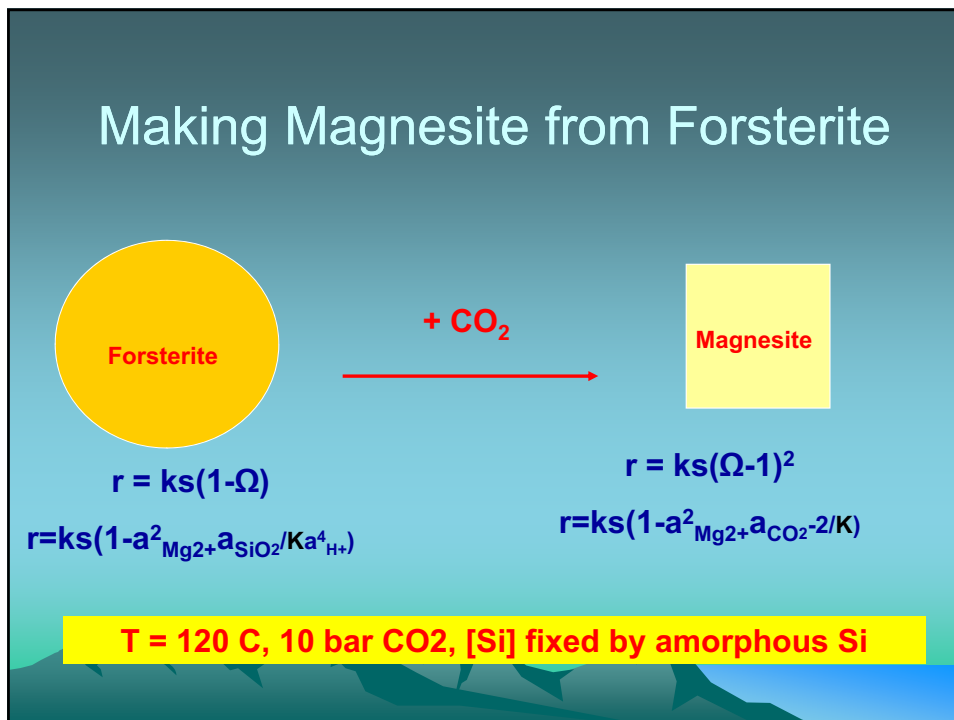 Making Magnesite from Forsterite
+ CO₂
Forsterite
Magnesite
r = ks(1-Ω)
r=ks(1-a²Mg2+aSiO2/Ka⁴H+)
r = ks(Ω-1)²
r=ks(1-a²Mg2+aCO2-2/K)
T = 120 C, 10 bar CO2, [Si] fixed by amorphous Si